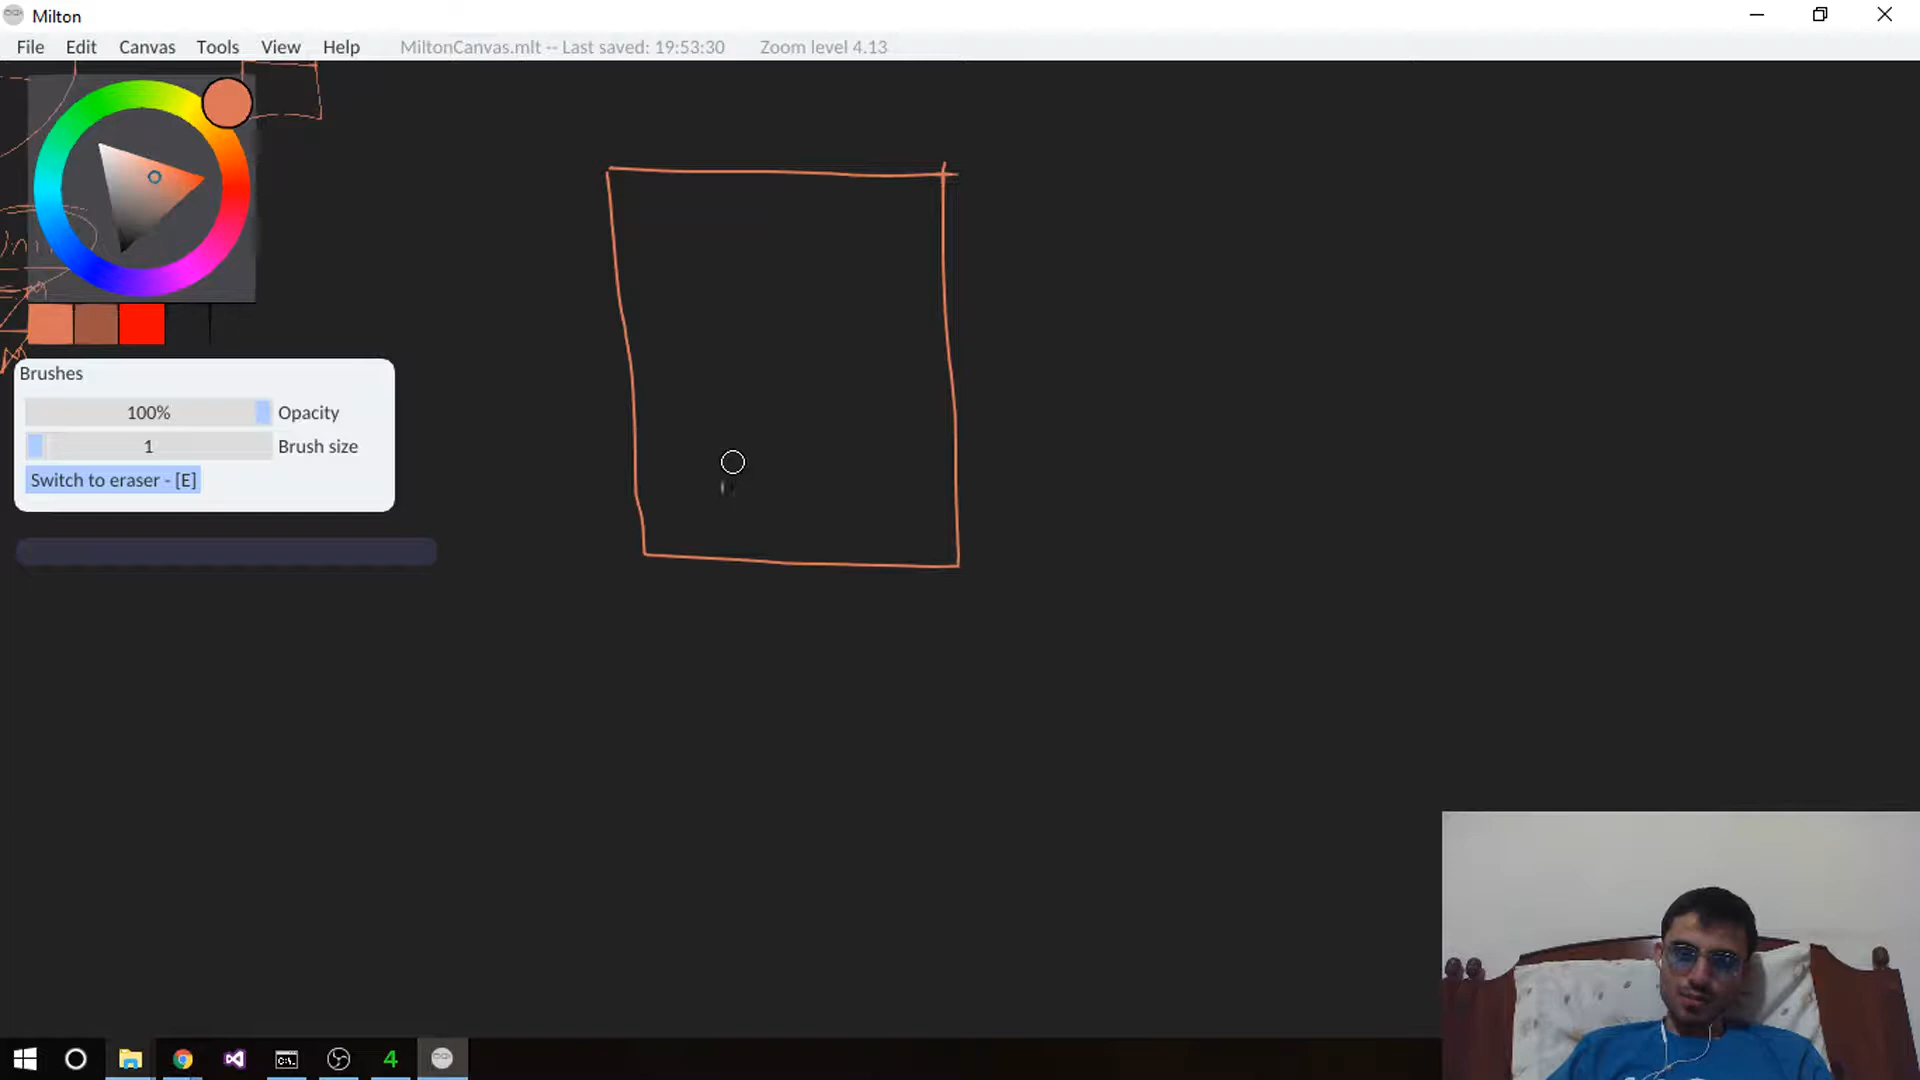 Milton
File Edit Canvas Tools View Help MiltonCanvas.mlt -- Last saved: 19:53:30 Zoom level 4.13
Brushes
100% Opacity
1 Brush size
Switch to eraser - [E]
4